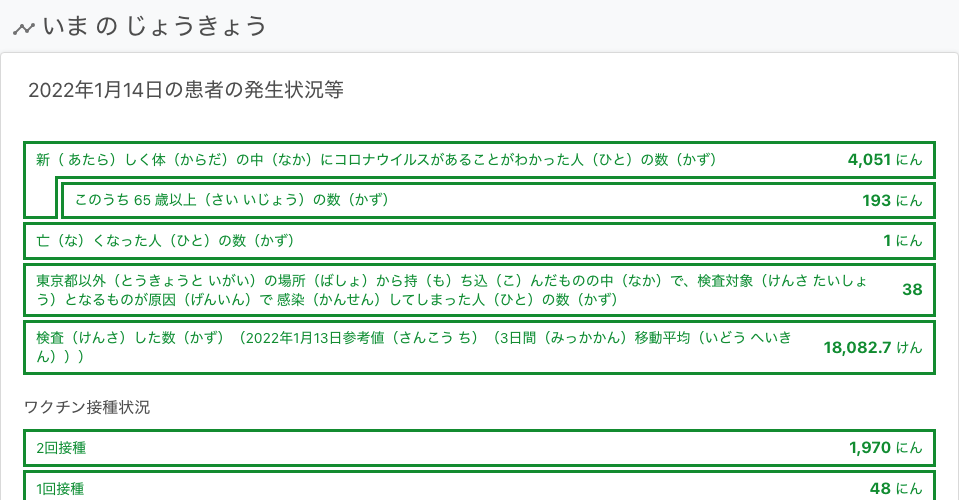 いま の じょうきょう
2022年1月14日の患者の発生状況等
新（ あたら）しく体（からだ）の中（なか）にコロナウイルスがあることがわかった人（ひと）の数（かず） 4,051 にん
このうち 65 歳以上（さい いじょう）の数（かず） 193 にん
亡（な）くなった人（ひと）の数（かず） 1 にん
東京都以外（とうきょうと いがい）の場所（ばしょ）から持（も）ち込（こ）んだものの中（なか）で、検査対象（けんさ たいしょ
う）となるものが原因（げんいん）で 感染（かんせん）してしまった人（ひと）の数（かず） 38
検査（けんさ）した数（かず）（2022年1月13日参考値（さんこう ち）（3日間（みっかかん）移動平均（いどう へいき
ん））） 18,082.7 けん
ワクチン接種状況
2回接種 1,970 にん
1回接種 48 にん